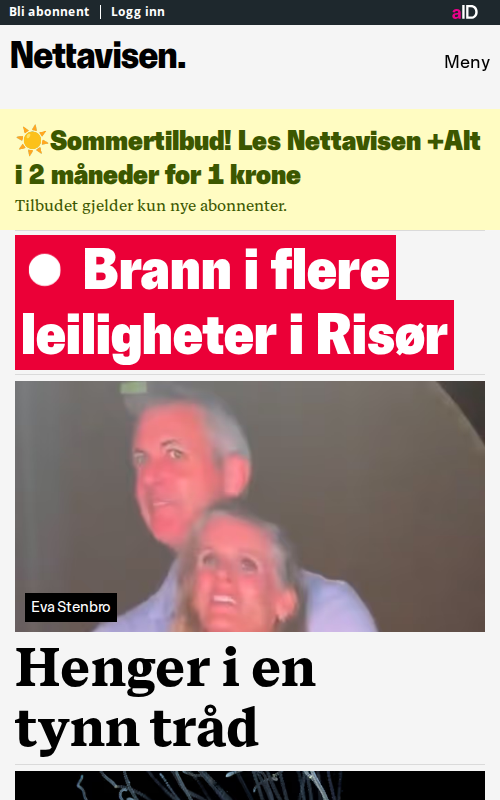 Bli abonnent | Logg inn
aID
Nettavisen.
Meny
☀️Sommertilbud! Les Nettavisen +Alt
i 2 måneder for 1 krone
Tilbudet gjelder kun nye abonnenter.
Brann i flere
leiligheter i Risør
Eva Stenbro
Henger i en
tynn tråd